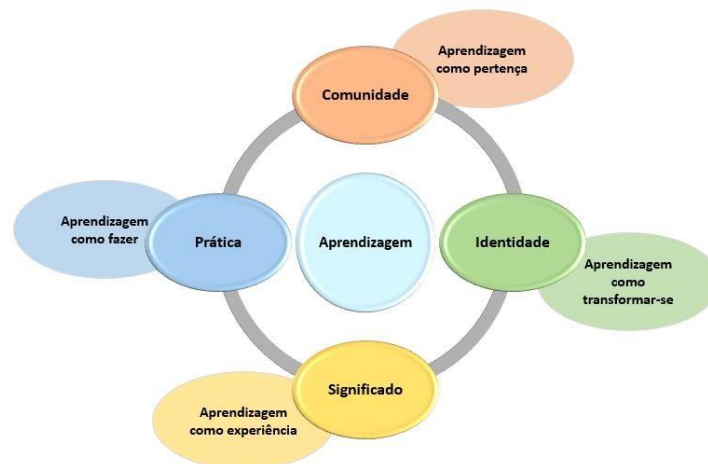 Aprendizagem
como pertença
Comunidade
Aprendizagem
como fazer
Prática
Aprendizagem
Identidade
Aprendizagem
como
transformar-se
Significado
Aprendizagem
como experiência